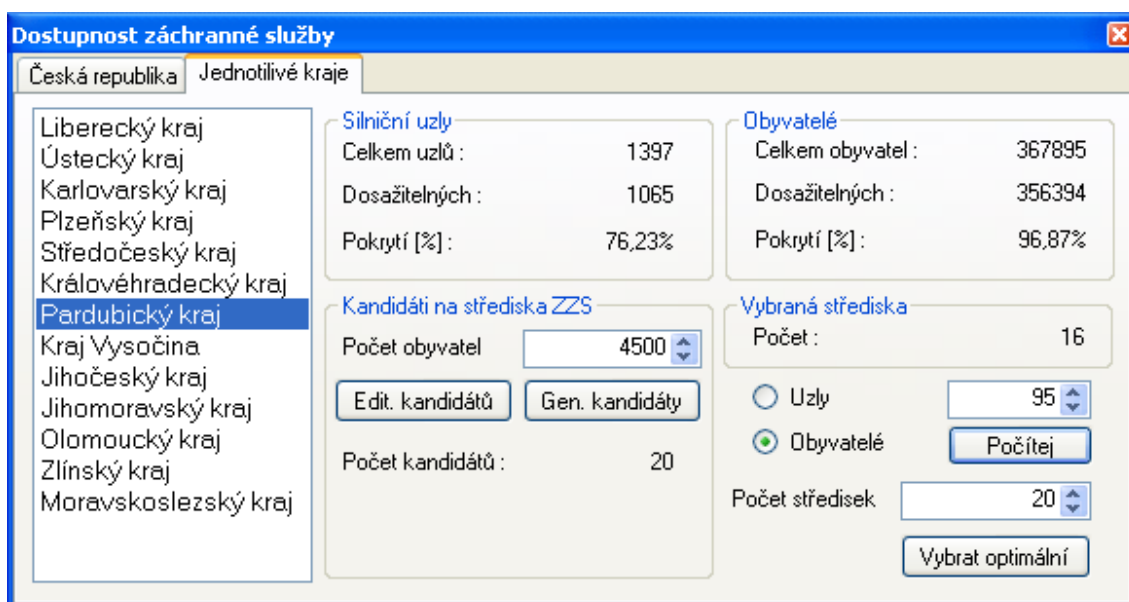 Dostupnost záchranné služby
Česká republika
Jednotilivé kraje
Liberecký kraj
Ústecký kraj
Karlovarský kraj
Plzeňský kraj
Středočeský kraj
Královéhradecký kraj
Pardubický kraj
Kraj Vysočina
Jihočeský kraj
Jihomoravský kraj
Olomoucký kraj
Zlínský kraj
Moravskoslezský kraj
Silniční uzly
Celkem uzlů : 1397
Dosažitelných : 1065
Pokrytí [%] : 76,23%
Obyvatelé
Celkem obyvatel : 367895
Dosažitelných : 356394
Pokrytí [%] : 96,87%
Kandidáti na střediska ZZS
Počet obyvatel 4500
Edit. kandidátů Gen. kandidáty
Počet kandidátů : 20
Vybraná střediska
Počet : 16
Uzly 95
Obyvatelé Počítej
Počet středisek 20
Vybrat optimální